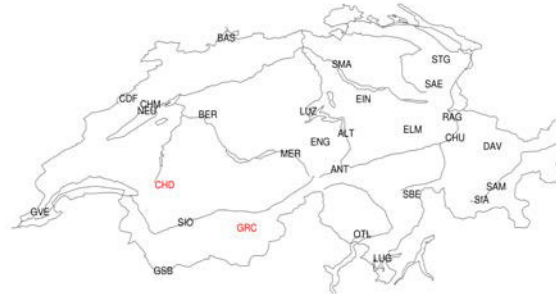 BAS
STG
SMA
SAE
CDF
CHM
EIN
NEU
BER
LUZ
RAG
ALT
ELM
CHU
ENG
DAV
MER
ANT
CHD
SAM
SBE
SIA
GVE
SIO
GRC
OTL
LUG
GSB